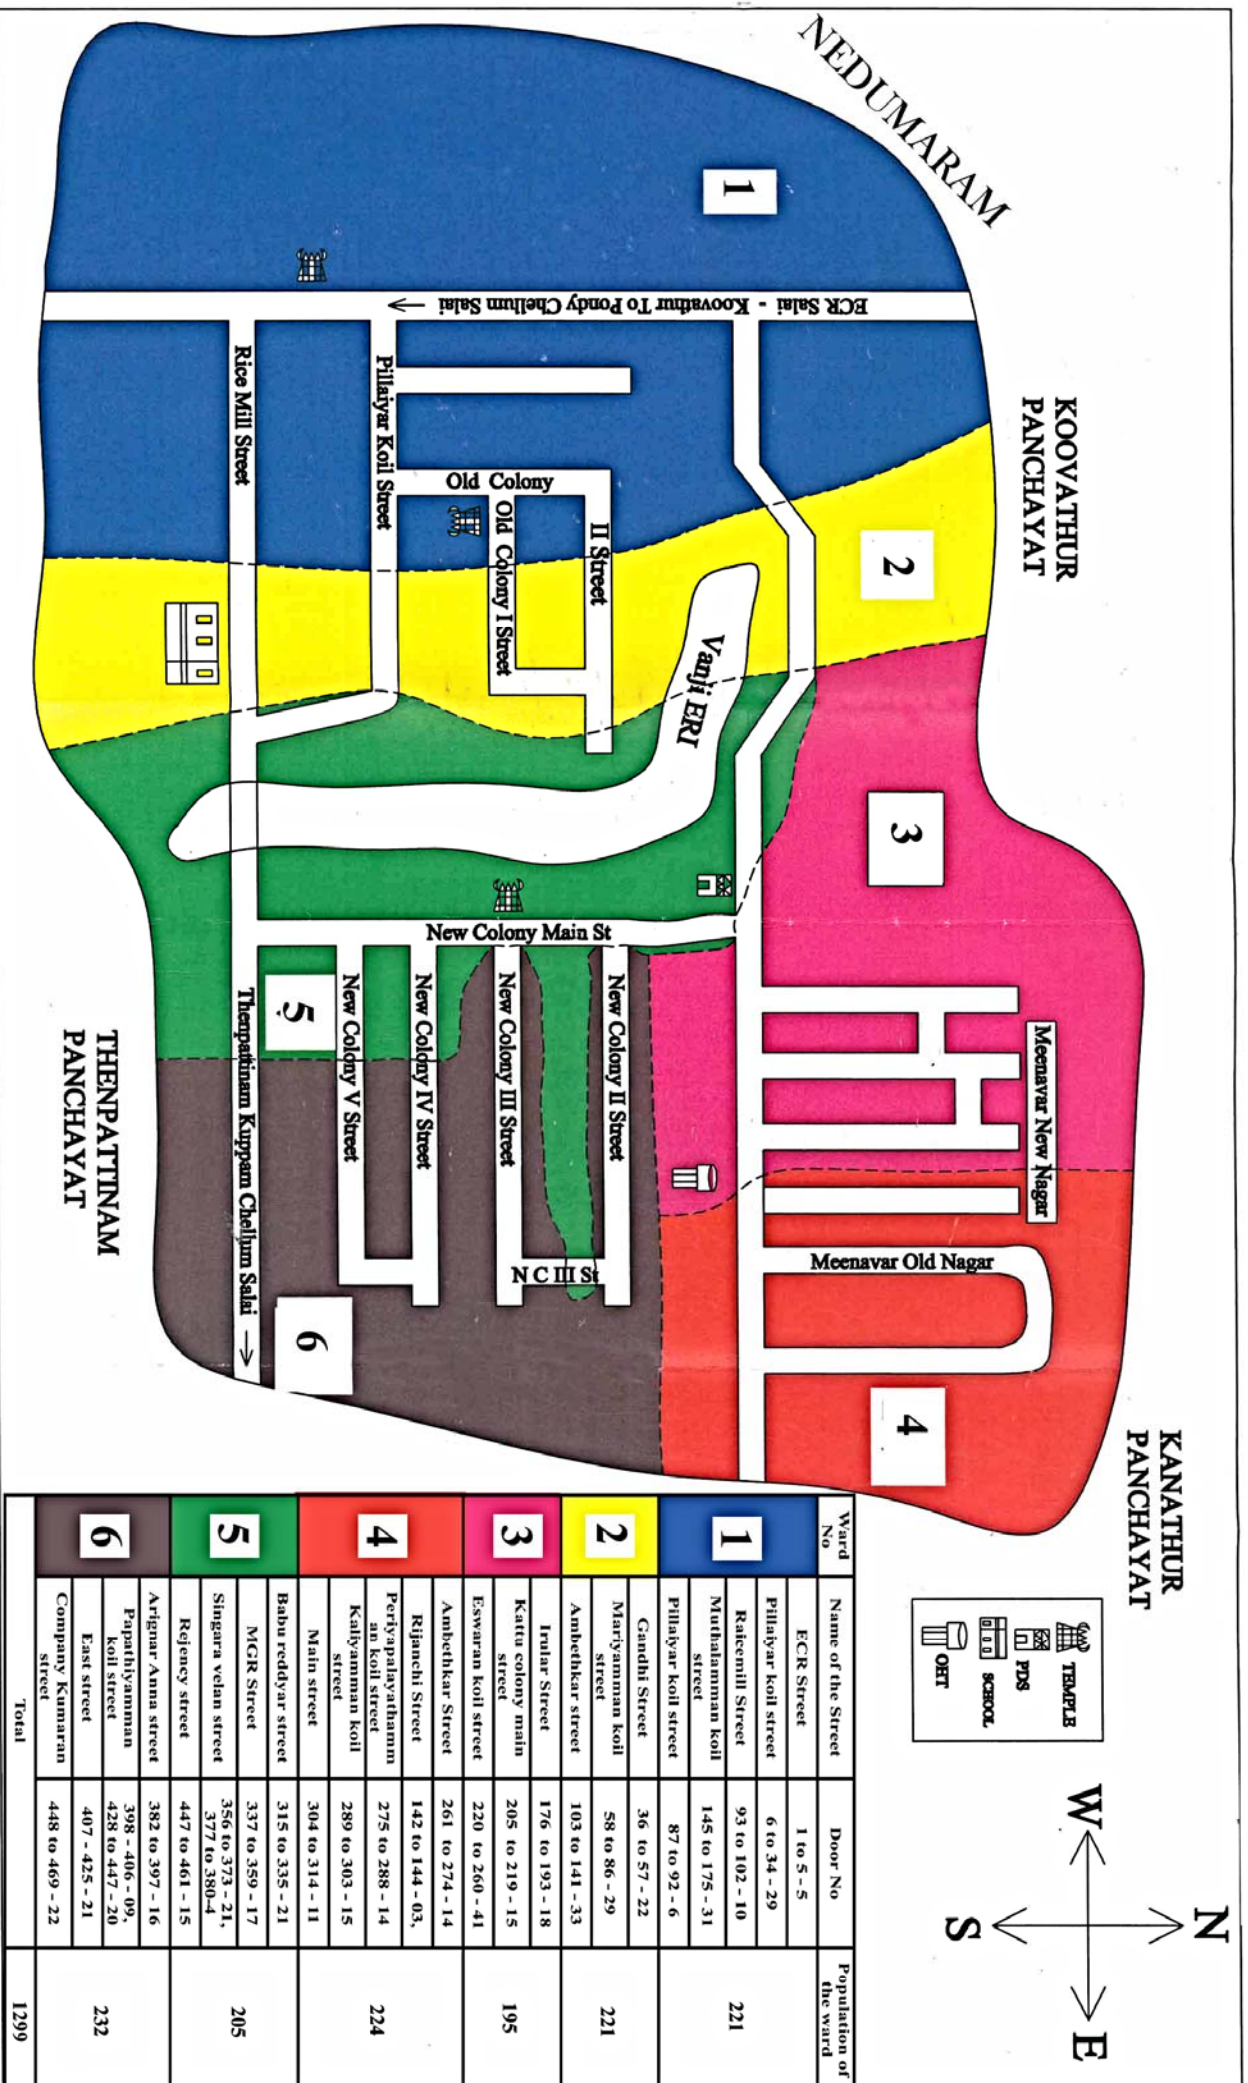 NEDUMARAM
KOOVATHUR
PANCHAYAT
KANATHUR
PANCHAYAT
THENPATTINAM
PANCHAYAT
1
2
3
4
5
6
ECR Salai - Koovathur To Pondy Chellum Salai
Rice Mill Street
Pillaiyar Koil Street
Old Colony
Old Colony I Street
II Street
Vanji ERI
New Colony Main St
New Colony II Street
New Colony III Street
New Colony IV Street
New Colony V Street
N C III St
Meenavar New Nagar
Meenavar Old Nagar
Thenpattinam Kuppam Chellum Salai
TEMPLE
PDS
SCHOOL
OHT
N
W E
S
Ward No Name of the Street Door No Population of the ward
1 ECR Street 1 to 5 - 5 221
Pillaiyar koil street 6 to 34 - 29
Raicemill Street 93 to 102 - 10
Muthalamman koil street 145 to 175 - 31
Pillaiyar koil street 87 to 92 - 6
2 Gandhi Street 36 to 57 - 22 221
Mariyamman koil street 58 to 86 - 29
Ambethkar street 103 to 141 - 33
3 Irular Street 176 to 193 - 18 195
Kattu colony main street 205 to 219 - 15
Eswaran koil street 220 to 260 - 41
4 Ambethkar Street 261 to 274 - 14 224
Rijanchi Street 142 to 144 - 03,
Periyapalayathamm an koil street 275 to 288 - 14
Kaliyamman koil street 289 to 303 - 15
Main street 304 to 314 - 11
5 Babu reddyar street 315 to 335 - 21 205
MGR Street 337 to 359 - 17
Singara velan street 356 to 373 - 21, 377 to 380-4
Rejency street 447 to 461 - 15
6 Arignar Anna street 382 to 397 - 16 232
Papathiyamman koil street 398 - 406 - 09, 428 to 447 - 20
East street 407 - 425 - 21
Company Kumaran street 448 to 469 - 22
Total 1299